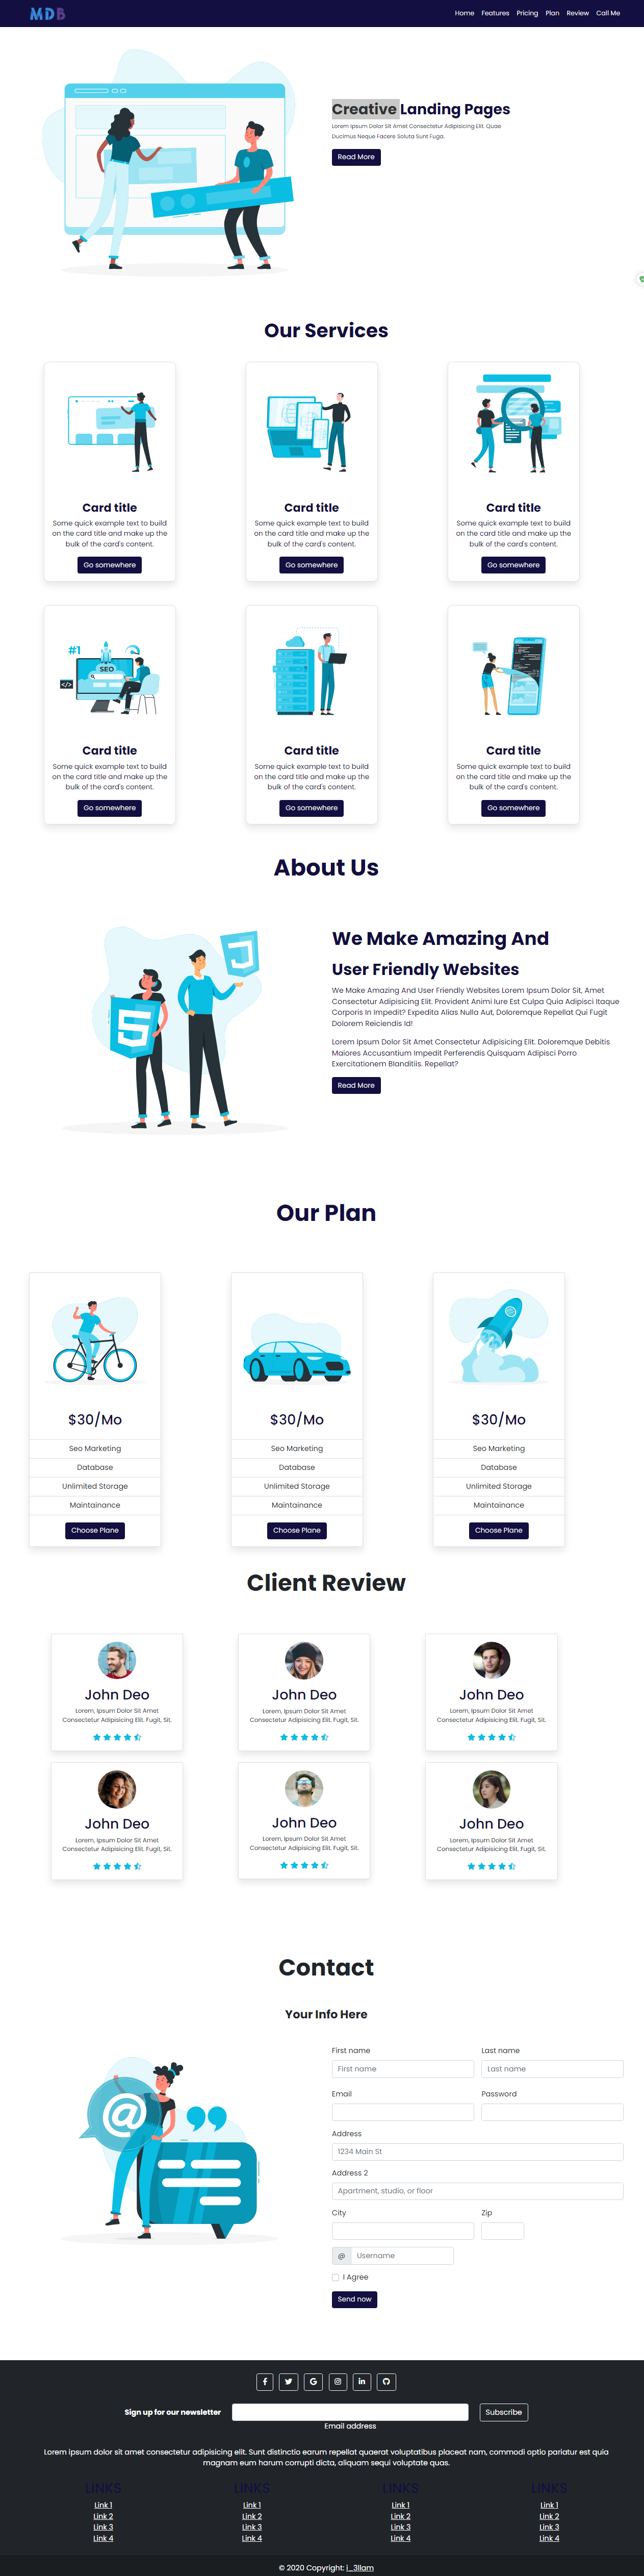 MDB
Home Features Pricing Plan Review Call Me
Creative Landing Pages
Lorem Ipsum Dolor Sit Amet Consectetur Adipisicing Elit. Quae
Ducimus Neque Facere Soluta Sunt Fuga.
Read More
Our Services
Card title
Some quick example text to build
on the card title and make up the
bulk of the card's content.
Go somewhere
Card title
Some quick example text to build
on the card title and make up the
bulk of the card's content.
Go somewhere
Card title
Some quick example text to build
on the card title and make up the
bulk of the card's content.
Go somewhere
#1
SEO
</>
Card title
Some quick example text to build
on the card title and make up the
bulk of the card's content.
Go somewhere
Card title
Some quick example text to build
on the card title and make up the
bulk of the card's content.
Go somewhere
Card title
Some quick example text to build
on the card title and make up the
bulk of the card's content.
Go somewhere
About Us
We Make Amazing And
User Friendly Websites
We Make Amazing And User Friendly Websites Lorem Ipsum Dolor Sit, Amet
Consectetur Adipisicing Elit. Provident Animi Iure Est Culpa Quia Adipisci Itaque
Corporis In Impedit? Expedita Alias Nulla Aut, Doloremque Repellat Qui Fugit
Dolorem Reiciendis Id!
Lorem Ipsum Dolor Sit Amet Consectetur Adipisicing Elit. Doloremque Debitis
Maiores Accusantium Impedit Perferendis Quisquam Adipisci Porro
Exercitationem Blanditiis. Repellat?
Read More
Our Plan
$30/Mo
Seo Marketing
Database
Unlimited Storage
Maintainance
Choose Plane
$30/Mo
Seo Marketing
Database
Unlimited Storage
Maintainance
Choose Plane
$30/Mo
Seo Marketing
Database
Unlimited Storage
Maintainance
Choose Plane
Client Review
John Deo
Lorem, Ipsum Dolor Sit Amet
Consectetur Adipisicing Elit. Fugit, Sit.
John Deo
Lorem, Ipsum Dolor Sit Amet
Consectetur Adipisicing Elit. Fugit, Sit.
John Deo
Lorem, Ipsum Dolor Sit Amet
Consectetur Adipisicing Elit. Fugit, Sit.
John Deo
Lorem, Ipsum Dolor Sit Amet
Consectetur Adipisicing Elit. Fugit, Sit.
John Deo
Lorem, Ipsum Dolor Sit Amet
Consectetur Adipisicing Elit. Fugit, Sit.
John Deo
Lorem, Ipsum Dolor Sit Amet
Consectetur Adipisicing Elit. Fugit, Sit.
Contact
Your Info Here
@
First name Last name
First name Last name
Email Password
Address
1234 Main St
Address 2
Apartment, studio, or floor
City Zip
@ Username
I Agree
Send now
Sign up for our newsletter Subscribe
Email address
Lorem ipsum dolor sit amet consectetur adipisicing elit. Sunt distinctio earum repellat quaerat voluptatibus placeat nam, commodi optio pariatur est quia
magnam eum harum corrupti dicta, aliquam sequi voluptate quas.
LINKS LINKS LINKS LINKS
Link 1 Link 1 Link 1 Link 1
Link 2 Link 2 Link 2 Link 2
Link 3 Link 3 Link 3 Link 3
Link 4 Link 4 Link 4 Link 4
© 2020 Copyright: i_3llam